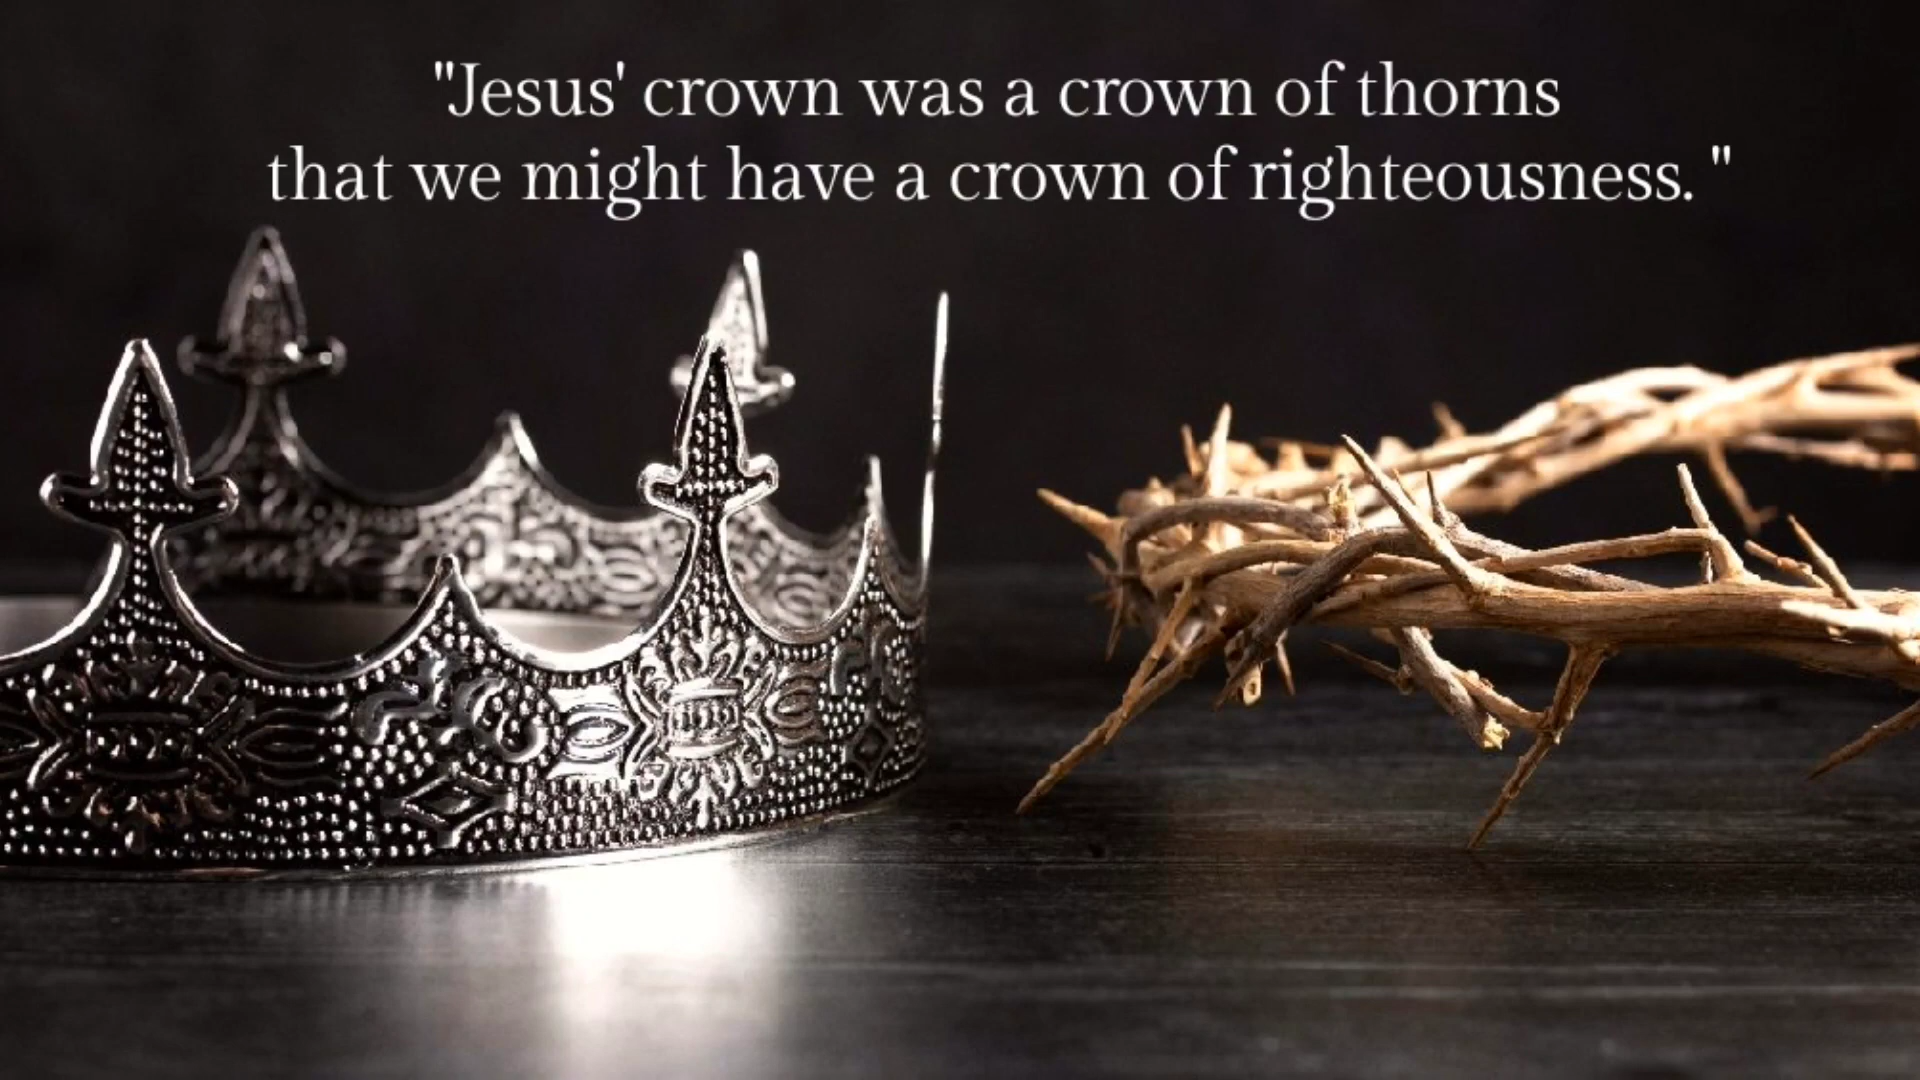 "Jesus' crown was a crown of thorns
that we might have a crown of righteousness. "